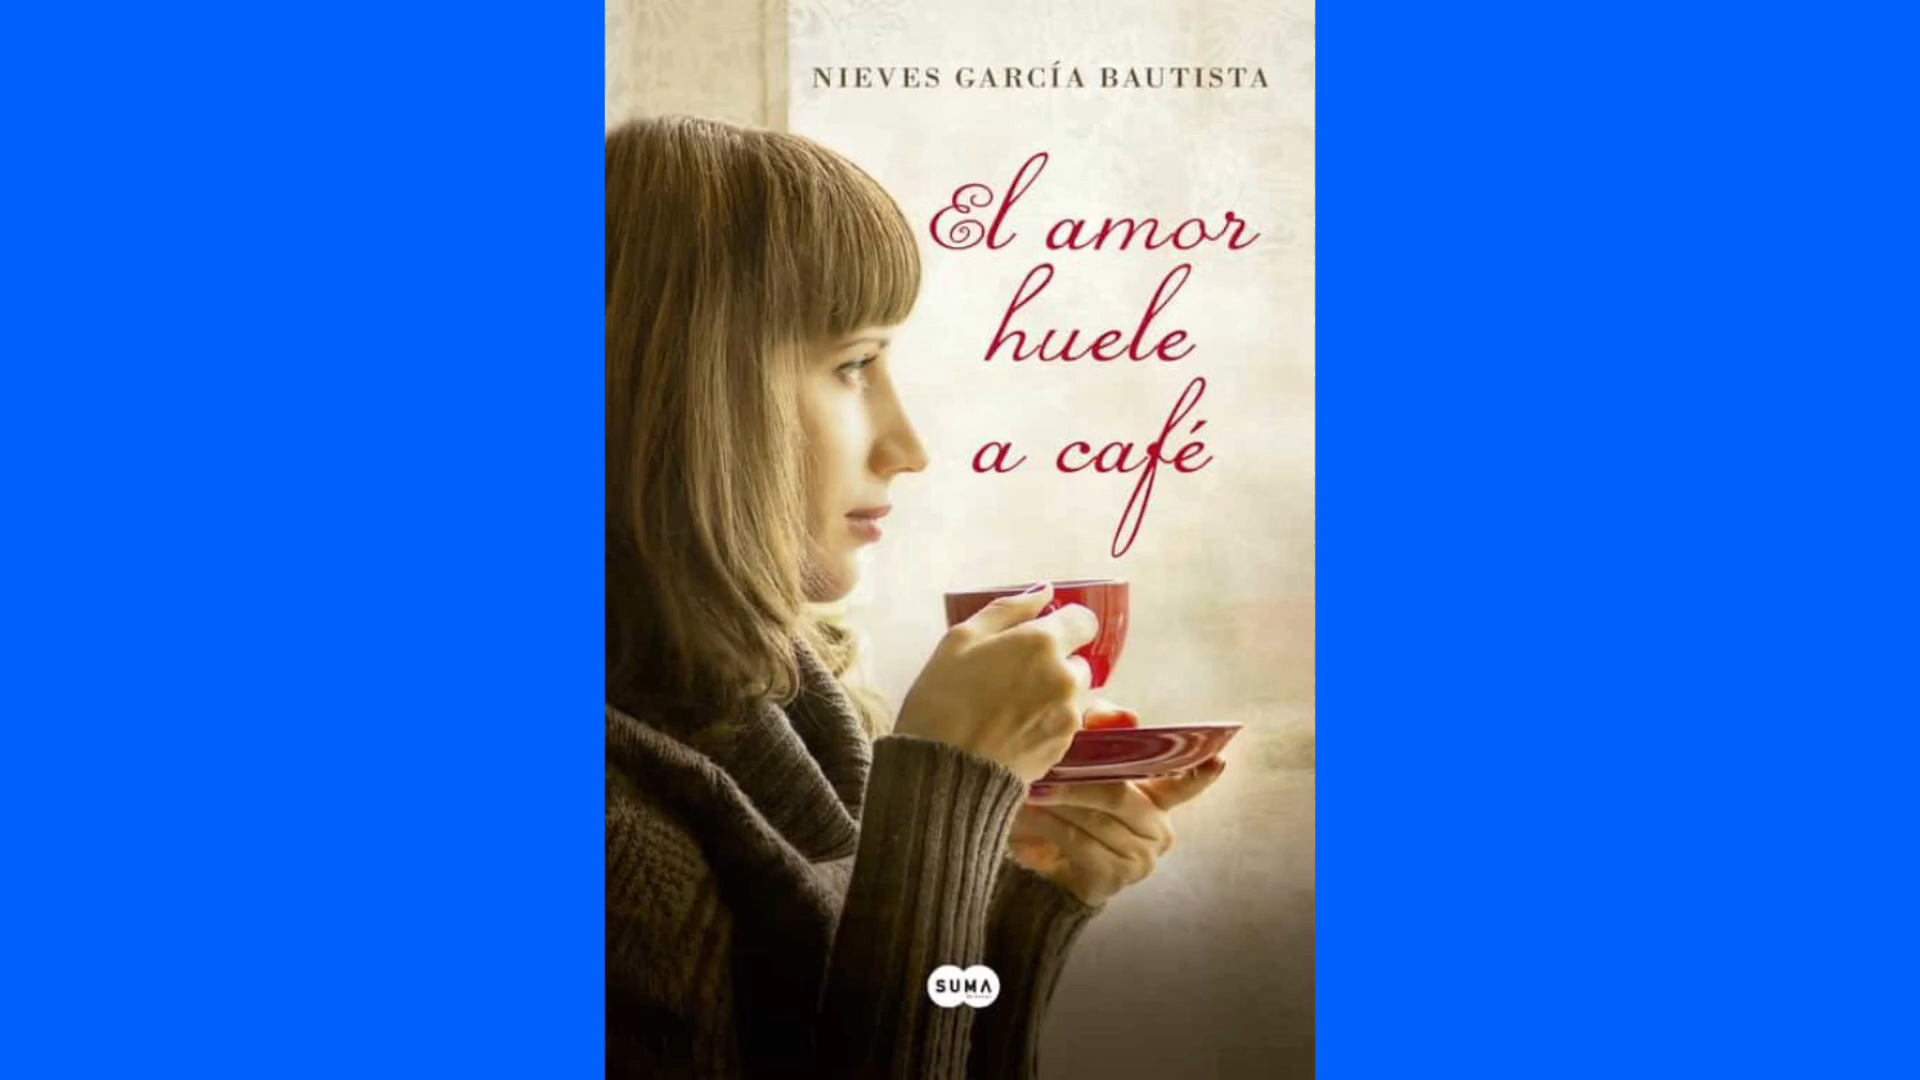 NIEVES GARCÍA BAUTISTA
El amor
huele
a café
SUMA